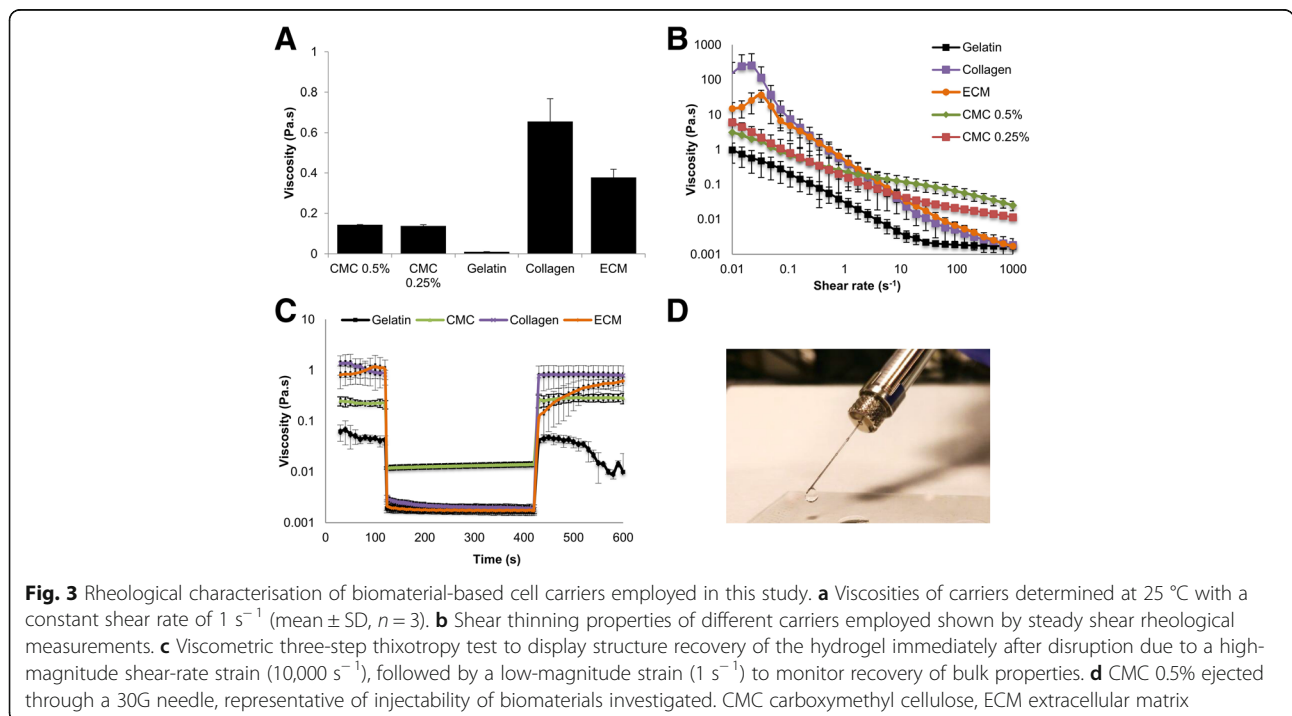 A
Viscosity (Pa.s)
1
0.8
0.6
0.4
0.2
0
CMC 0.5%
CMC 0.25%
Gelatin
Collagen
ECM
B
Viscosity (Pa.s)
1000
100
10
1
0.1
0.01
0.001
0.01
0.1
1
10
100
1000
Shear rate (s⁻¹)
Gelatin
Collagen
ECM
CMC 0.5%
CMC 0.25%
C
Gelatin CMC Collagen ECM
Viscosity (Pa.s)
10
1
0.1
0.01
0.001
0 100 200 300 400 500 600
Time (s)
D
Fig. 3 Rheological characterisation of biomaterial-based cell carriers employed in this study. a Viscosities of carriers determined at 25 °C with a
constant shear rate of 1 s⁻¹ (mean ± SD, n = 3). b Shear thinning properties of different carriers employed shown by steady shear rheological
measurements. c Viscometric three-step thixotropy test to display structure recovery of the hydrogel immediately after disruption due to a high-
magnitude shear-rate strain (10,000 s⁻¹), followed by a low-magnitude strain (1 s⁻¹) to monitor recovery of bulk properties. d CMC 0.5% ejected
through a 30G needle, representative of injectability of biomaterials investigated. CMC carboxymethyl cellulose, ECM extracellular matrix